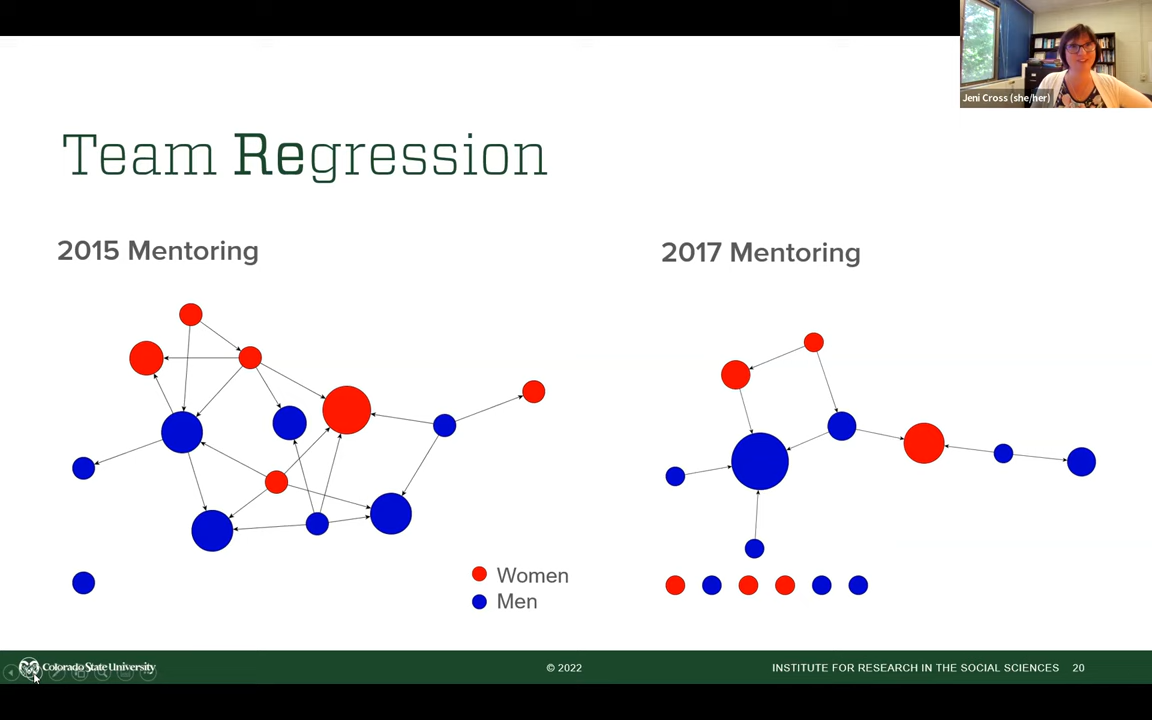 Jeni Cross (she/her)
Team Regression
2015 Mentoring
2017 Mentoring
Women
Men
Colorado State University
© 2022
INSTITUTE FOR RESEARCH IN THE SOCIAL SCIENCES 20